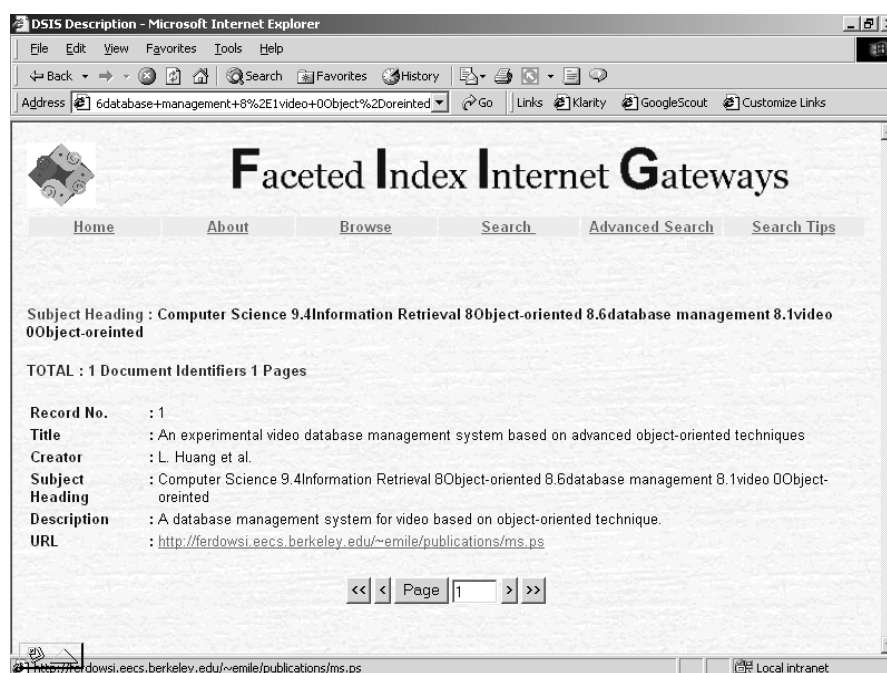 DSIS Description - Microsoft Internet Explorer
File Edit View Favorites Tools Help
Back Search Favorites History
Address 6database+management+8%2E1video+0Object%2Doreinted Go Links Klarity GoogleScout Customize Links
Faceted Index Internet Gateways
Home About Browse Search Advanced Search Search Tips
Subject Heading : Computer Science 9.4Information Retrieval 8Object-oriented 8.6database management 8.1video
0Object-oreinted
TOTAL : 1 Document Identifiers 1 Pages
Record No. : 1
Title : An experimental video database management system based on advanced object-oriented techniques
Creator : L. Huang et al.
Subject Heading : Computer Science 9.4Information Retrieval 8Object-oriented 8.6database management 8.1video 0Object-
oreinted
Description : A database management system for video based on object-oriented technique.
URL : http://ferdowsi.eecs.berkeley.edu/~emile/publications/ms.ps
<< < Page 1 > >>
http://ferdowsi.eecs.berkeley.edu/~emile/publications/ms.ps Local intranet